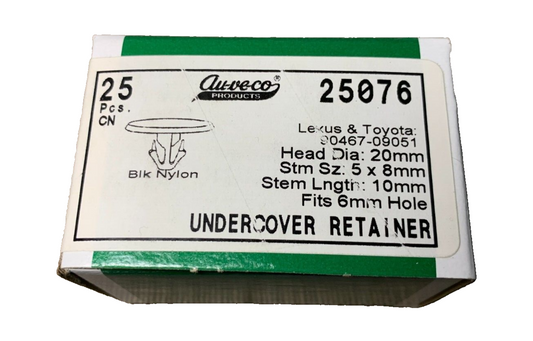 25
Pcs.
CN
Au-ve-co®
PRODUCTS
25076
Blk Nylon
Lexus & Toyota:
90467-09051
Head Dia: 20mm
Stm Sz: 5 x 8mm
Stem Lngth: 10mm
Fits 6mm Hole
UNDERCOVER RETAINER